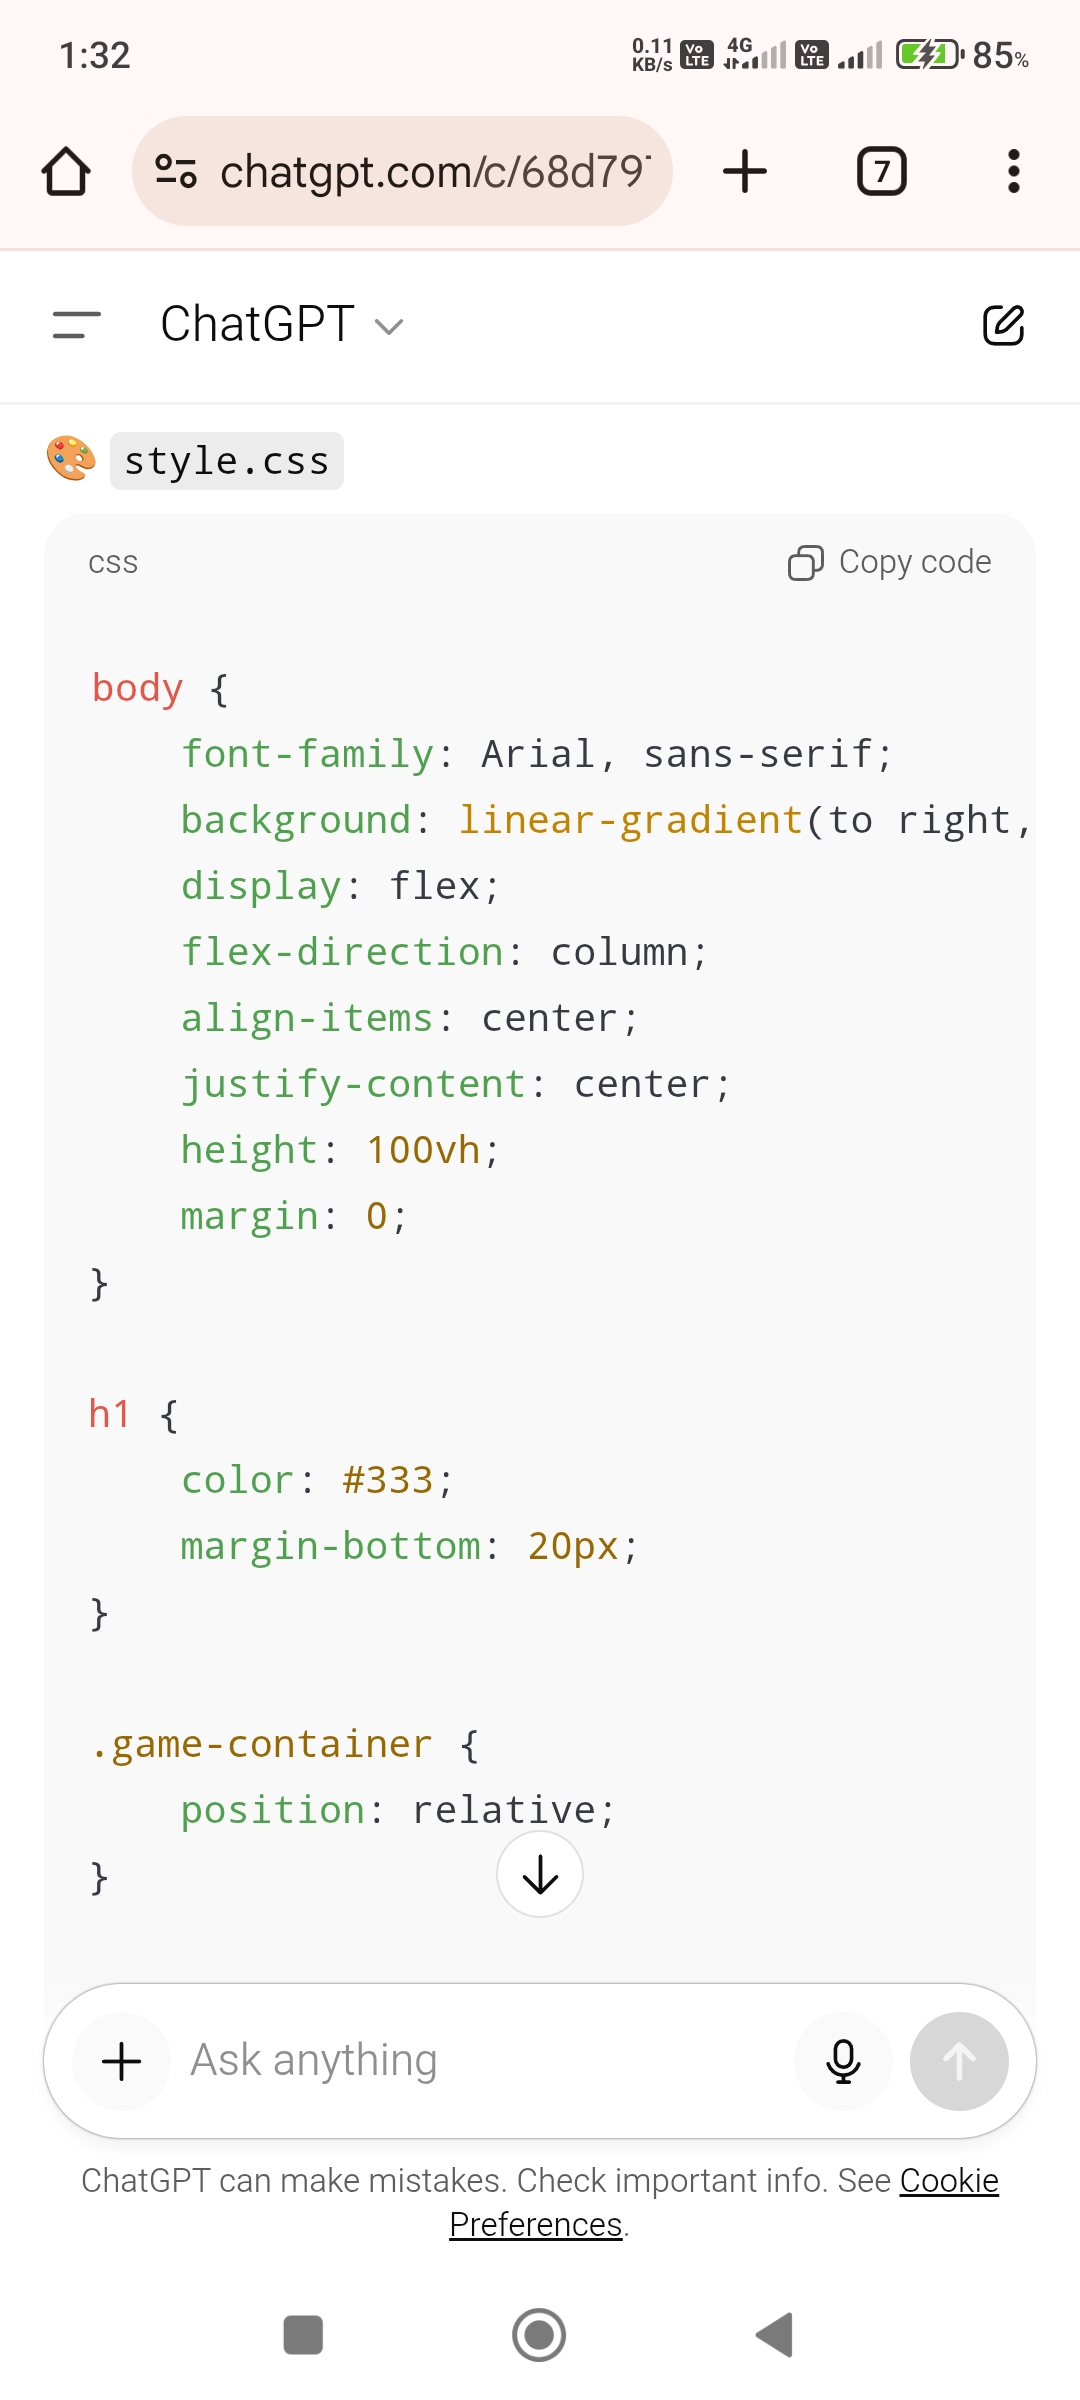 1:32
0.11 KB/s Vo LTE 4G Vo LTE 85%
chatgpt.com/c/68d79
7
ChatGPT
style.css
css
Copy code
body {
    font-family: Arial, sans-serif;
    background: linear-gradient(to right,
    display: flex;
    flex-direction: column;
    align-items: center;
    justify-content: center;
    height: 100vh;
    margin: 0;
}
h1 {
    color: #333;
    margin-bottom: 20px;
}
.game-container {
    position: relative;
}
Ask anything
ChatGPT can make mistakes. Check important info. See Cookie
Preferences.